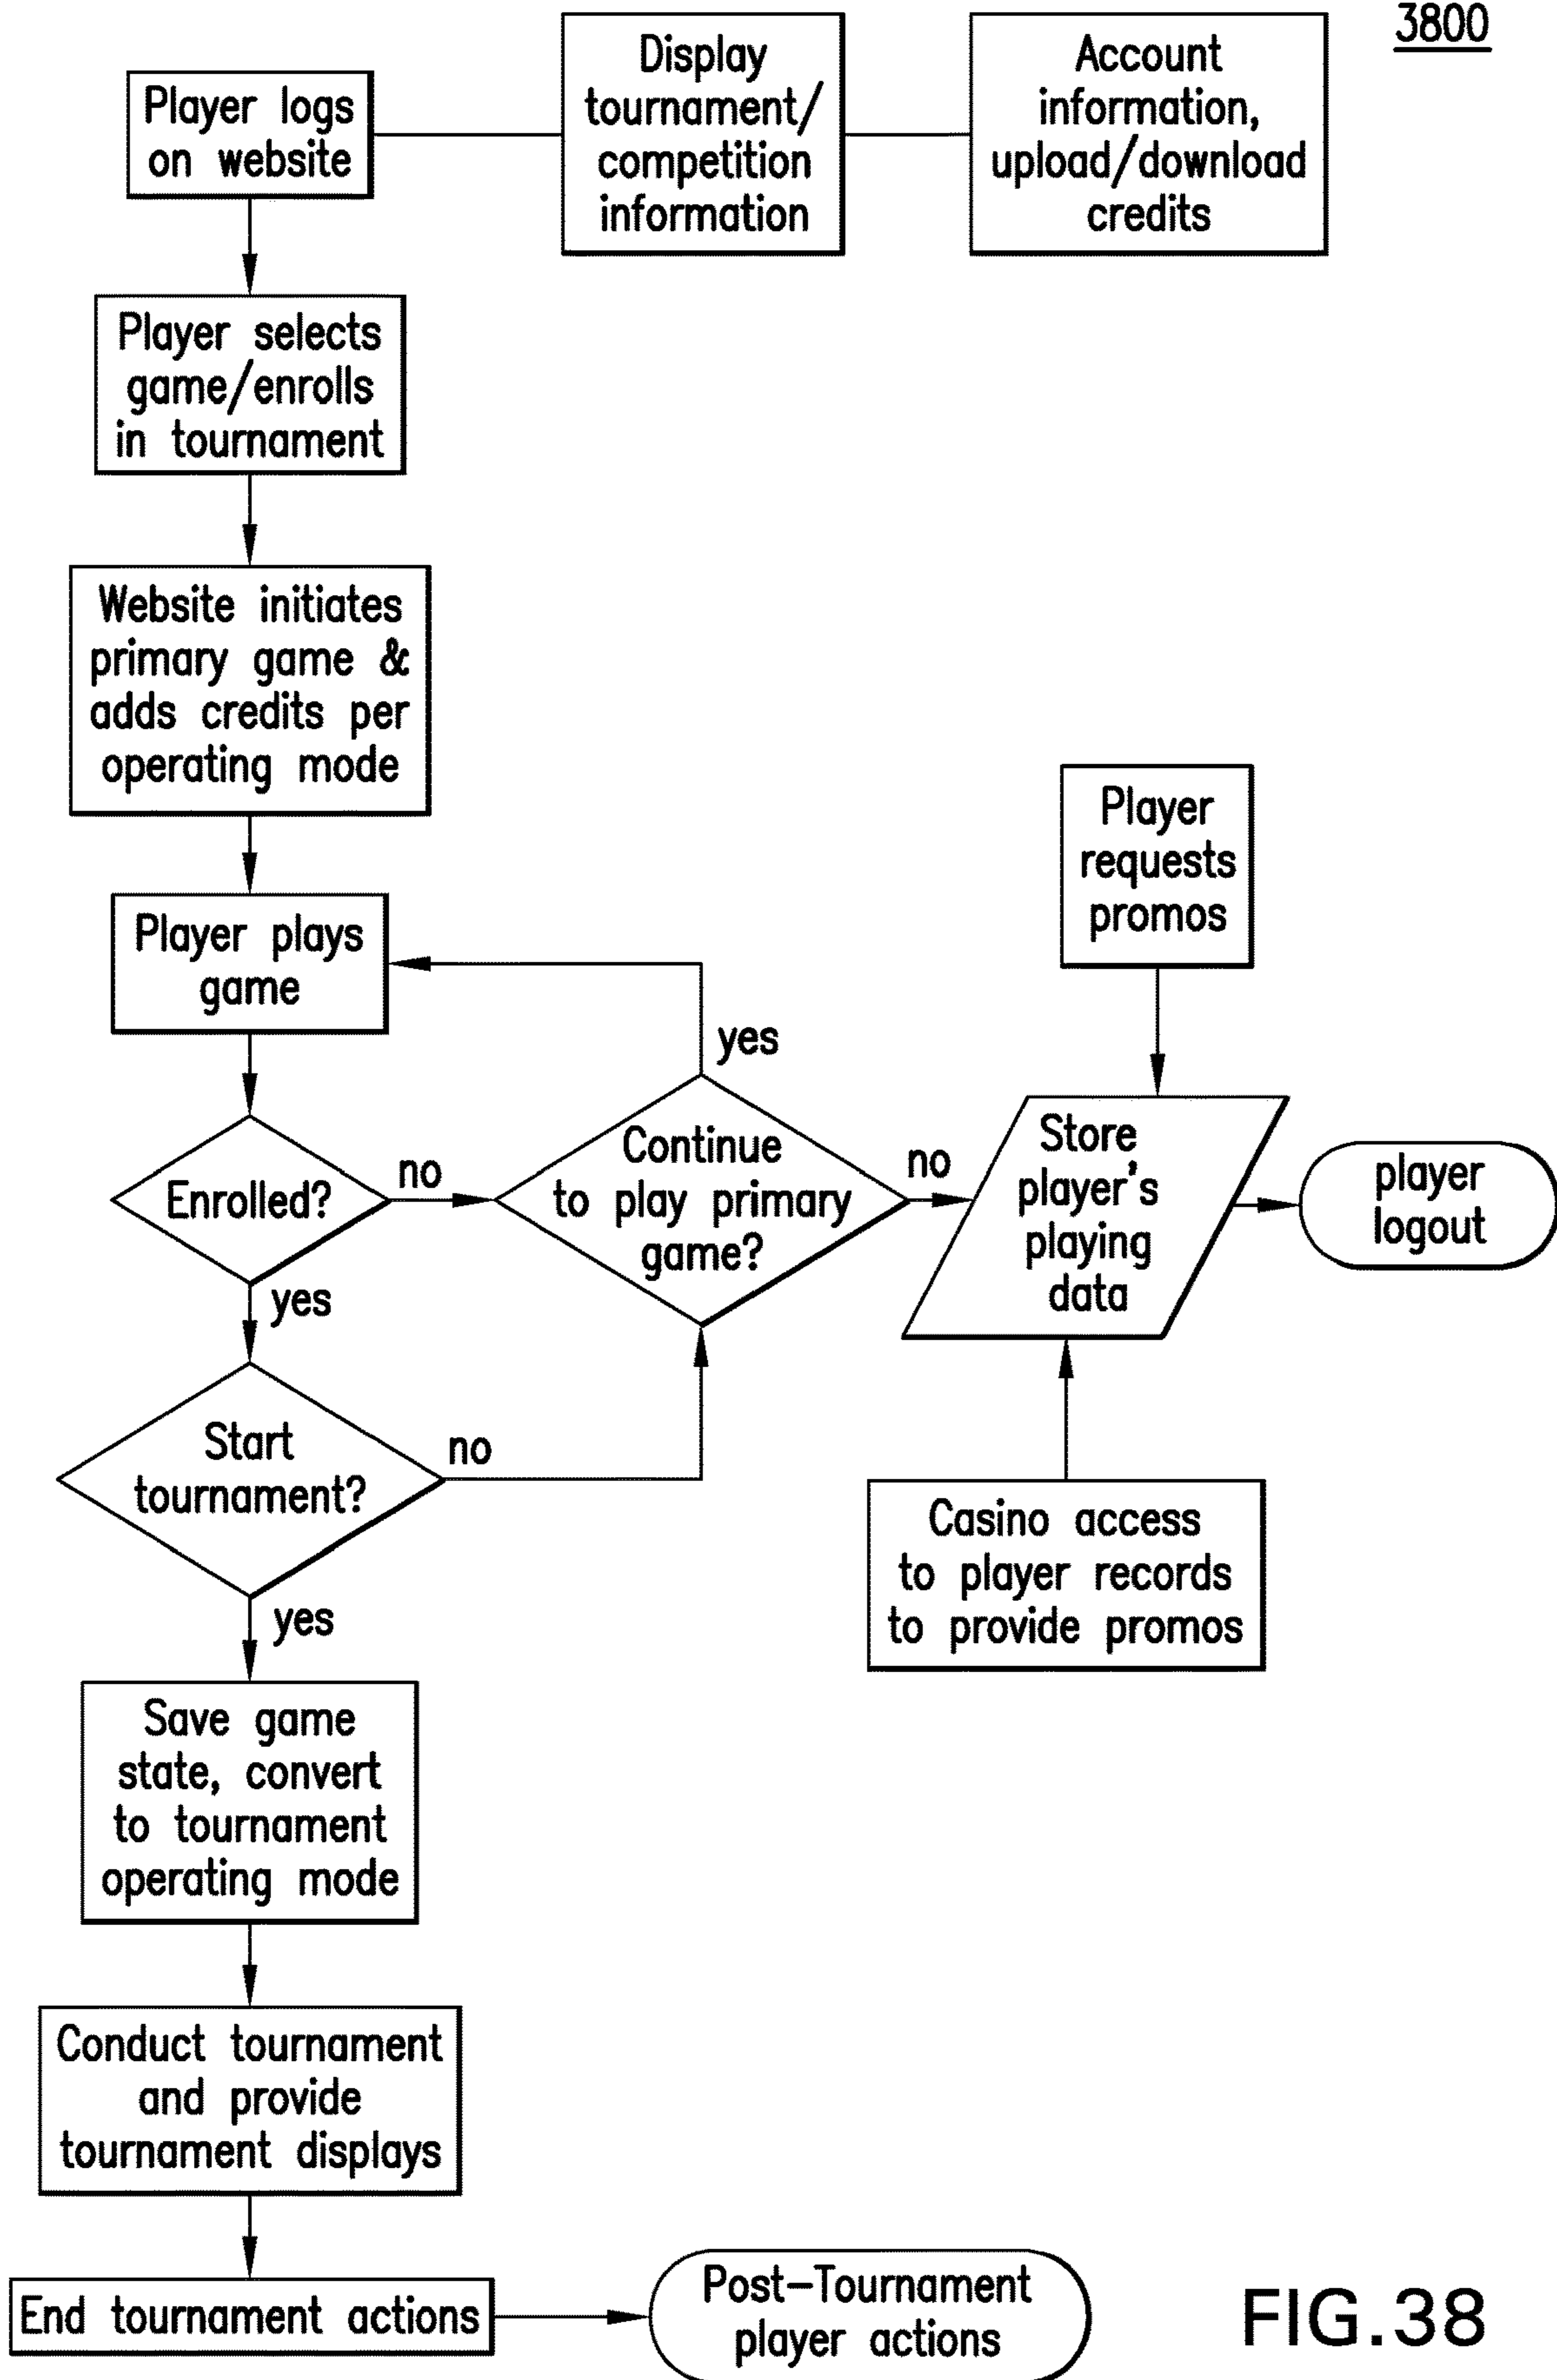 3800
Player logs
on website
Display
tournament/
competition
information
Account
information,
upload/download
credits
Player selects
game/enrolls
in tournament
Website initiates
primary game &
adds credits per
operating mode
Player plays
game
Player
requests
promos
yes
Enrolled?
no
Continue
to play primary
game?
no
Store
player's
playing
data
player
logout
yes
Start
tournament?
no
Casino access
to player records
to provide promos
yes
Save game
state, convert
to tournament
operating mode
Conduct tournament
and provide
tournament displays
End tournament actions
Post-Tournament
player actions
FIG.38